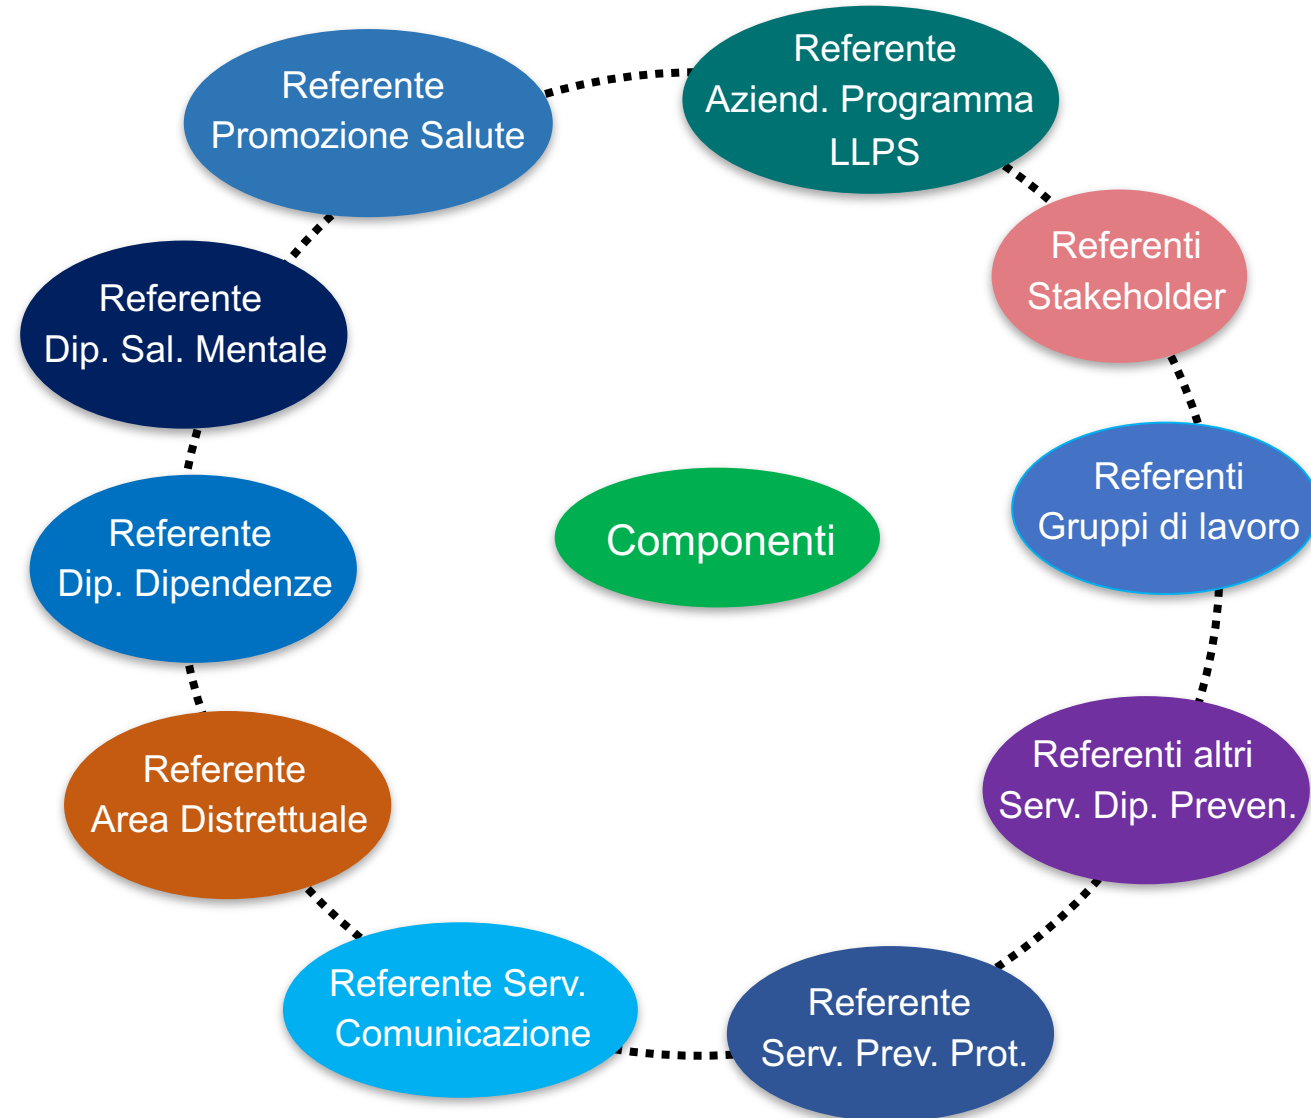 Referente
Promozione Salute
Referente
Aziend. Programma
LLPS
Referenti
Stakeholder
Referenti
Gruppi di lavoro
Referenti altri
Serv. Dip. Preven.
Referente
Serv. Prev. Prot.
Referente Serv.
Comunicazione
Referente
Area Distrettuale
Referente
Dip. Dipendenze
Referente
Dip. Sal. Mentale
Componenti